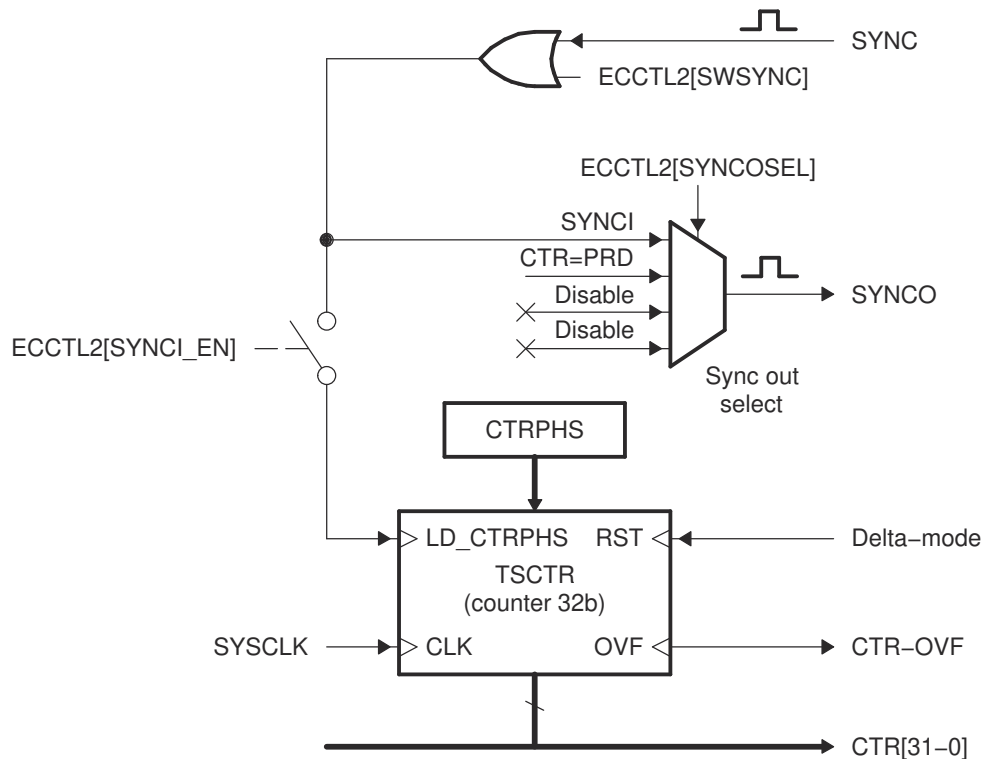 SYNC
ECCTL2[SWSYNC]
ECCTL2[SYNCOSEL]
SYNCI
CTR=PRD
Disable
Disable
SYNCO
ECCTL2[SYNCI_EN]
Sync out
select
CTRPHS
LD_CTRPHS
RST
Delta−mode
TSCTR
(counter 32b)
SYSCLK
CLK
OVF
CTR−OVF
CTR[31−0]